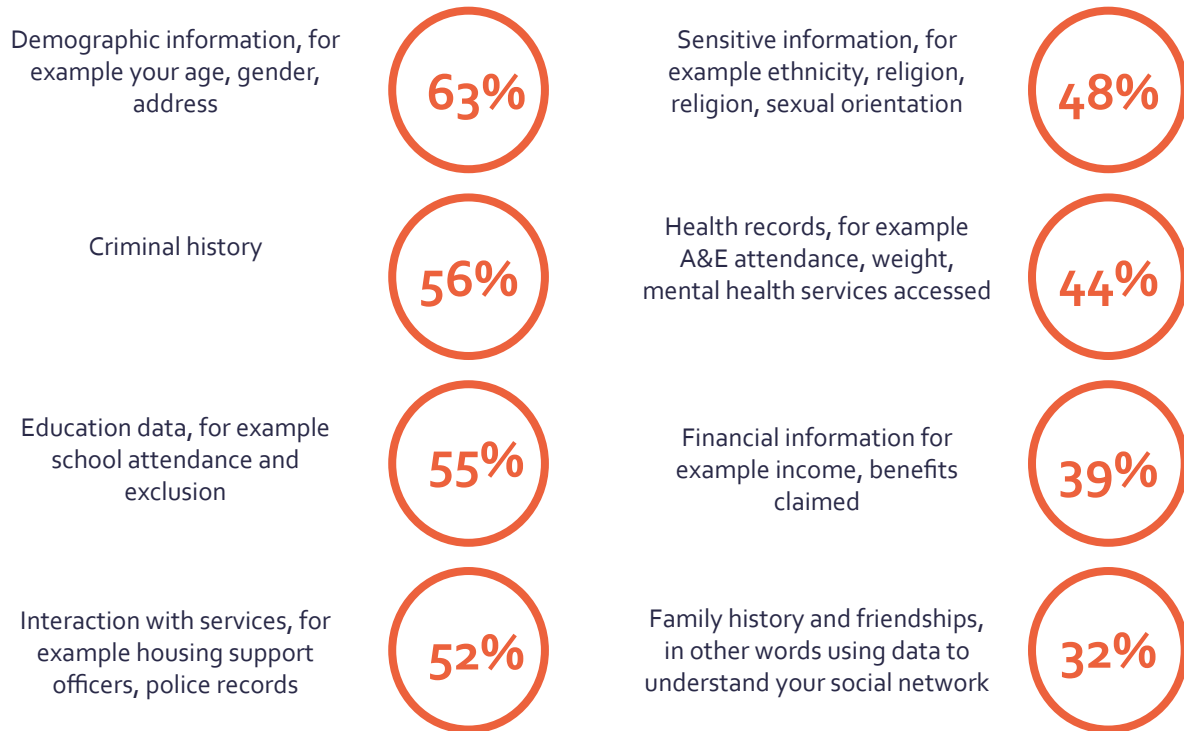 Demographic information, for
example your age, gender,
address
63%
Sensitive information, for
example ethnicity, religion,
religion, sexual orientation
48%
Criminal history
56%
Health records, for example
A&E attendance, weight,
mental health services accessed
44%
Education data, for example
school attendance and
exclusion
55%
Financial information for
example income, benefits
claimed
39%
Interaction with services, for
example housing support
officers, police records
52%
Family history and friendships,
in other words using data to
understand your social network
32%